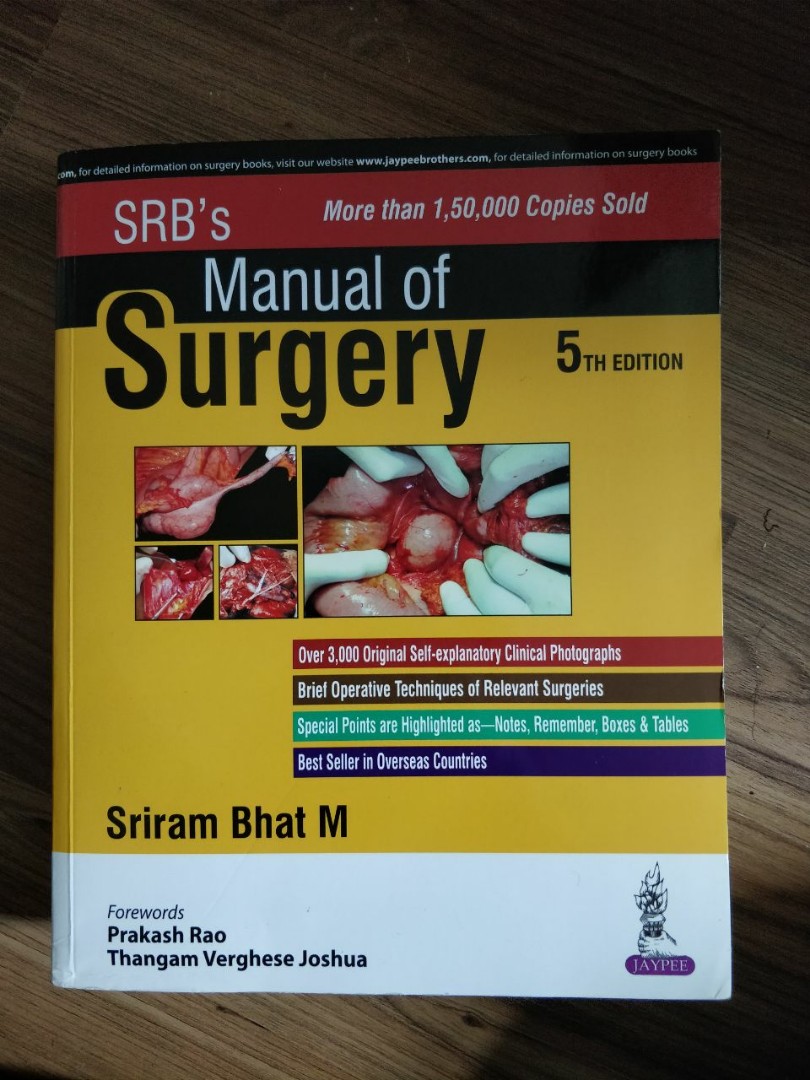 com, for detailed information on surgery books, visit our website www.jaypeebrothers.com, for detailed information on surgery books
SRB's
More than 1,50,000 Copies Sold
Manual of
Surgery
5TH EDITION
Over 3,000 Original Self-explanatory Clinical Photographs
Brief Operative Techniques of Relevant Surgeries
Special Points are Highlighted as—Notes, Remember, Boxes & Tables
Best Seller in Overseas Countries
Sriram Bhat M
Forewords
Prakash Rao
Thangam Verghese Joshua
JAYPEE